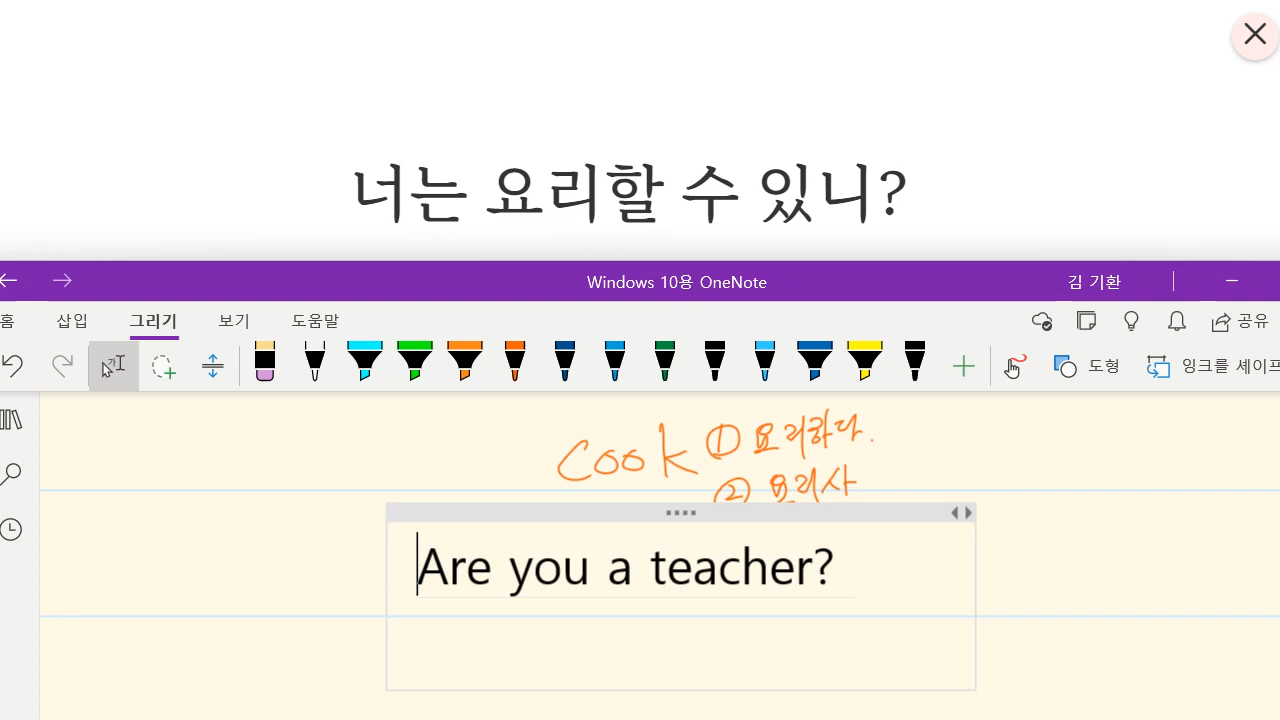 너는 요리할 수 있니?
Windows 10용 OneNote 김 기환
홈 삽입 그리기 보기 도움말 공유
가 도형 잉크를 셰이프
cook ① 요리하다.
② 요리사
Are you a teacher?